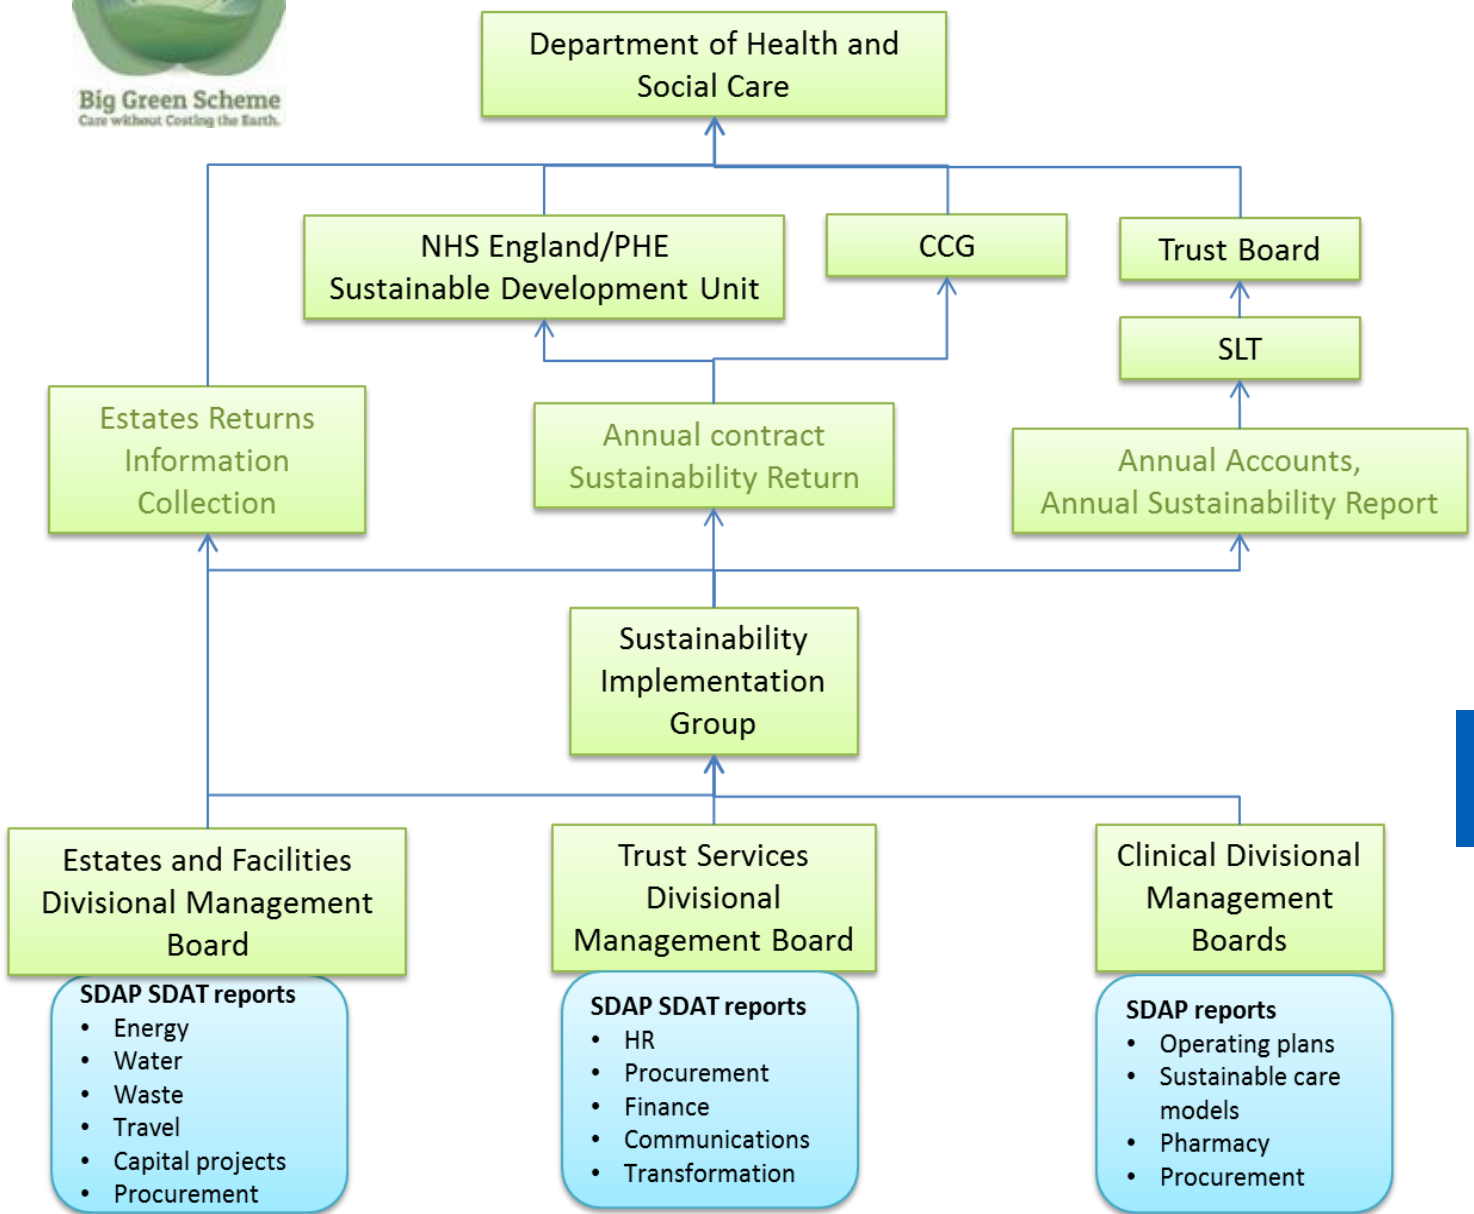 Big Green Scheme
Care without Costing the Earth.
Department of Health and
Social Care
NHS England/PHE
Sustainable Development Unit
CCG
Trust Board
SLT
Estates Returns
Information
Collection
Annual contract
Sustainability Return
Annual Accounts,
Annual Sustainability Report
Sustainability
Implementation
Group
Estates and Facilities
Divisional Management
Board
SDAP SDAT reports
• Energy
• Water
• Waste
• Travel
• Capital projects
• Procurement
Trust Services
Divisional
Management Board
SDAP SDAT reports
• HR
• Procurement
• Finance
• Communications
• Transformation
Clinical Divisional
Management
Boards
SDAP reports
• Operating plans
• Sustainable care
models
• Pharmacy
• Procurement